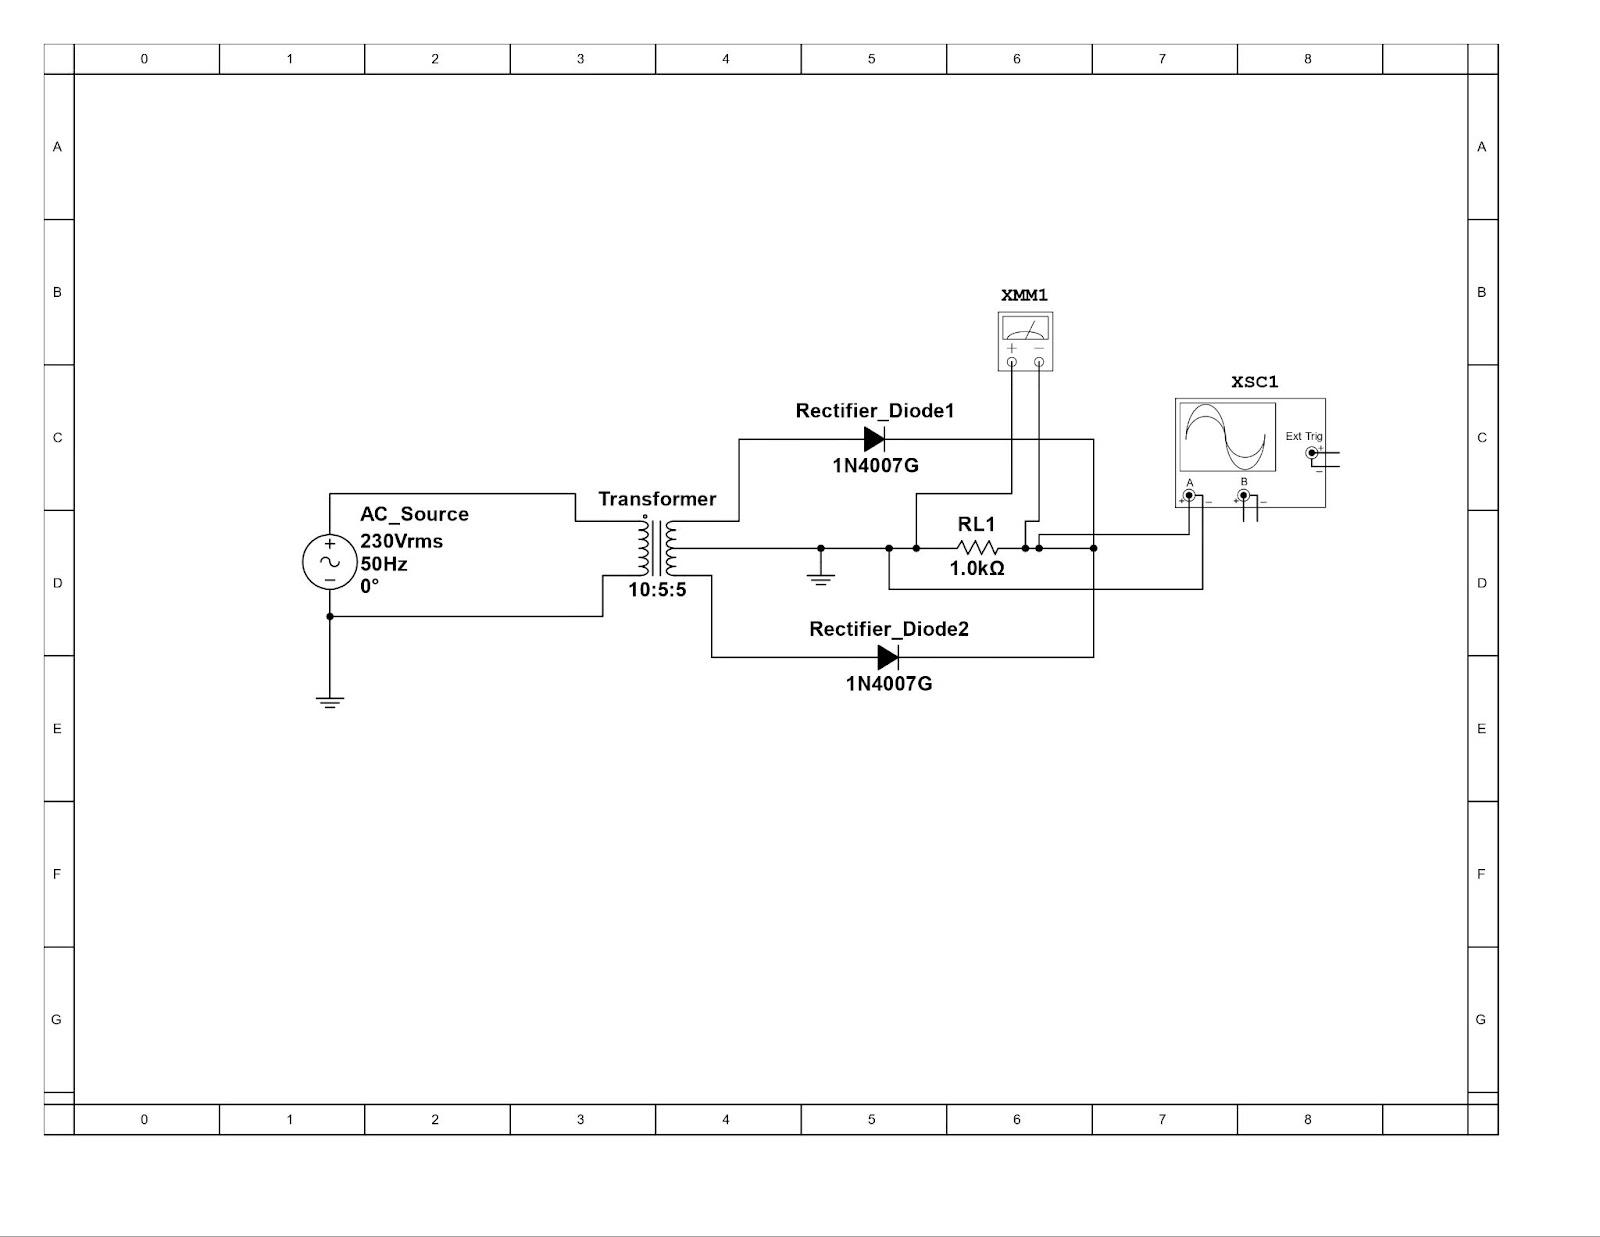 0 1 2 3 4 5 6 7 8
A A
B B
XMM1
+ −
XSC1
Rectifier_Diode1
C C
Ext Trig
+
1N4007G
−
A B
+ − + −
Transformer
AC_Source
RL1
230Vrms
+
50Hz
1.0kΩ
−
0°
D D
10:5:5
Rectifier_Diode2
1N4007G
E E
F F
G G
0 1 2 3 4 5 6 7 8